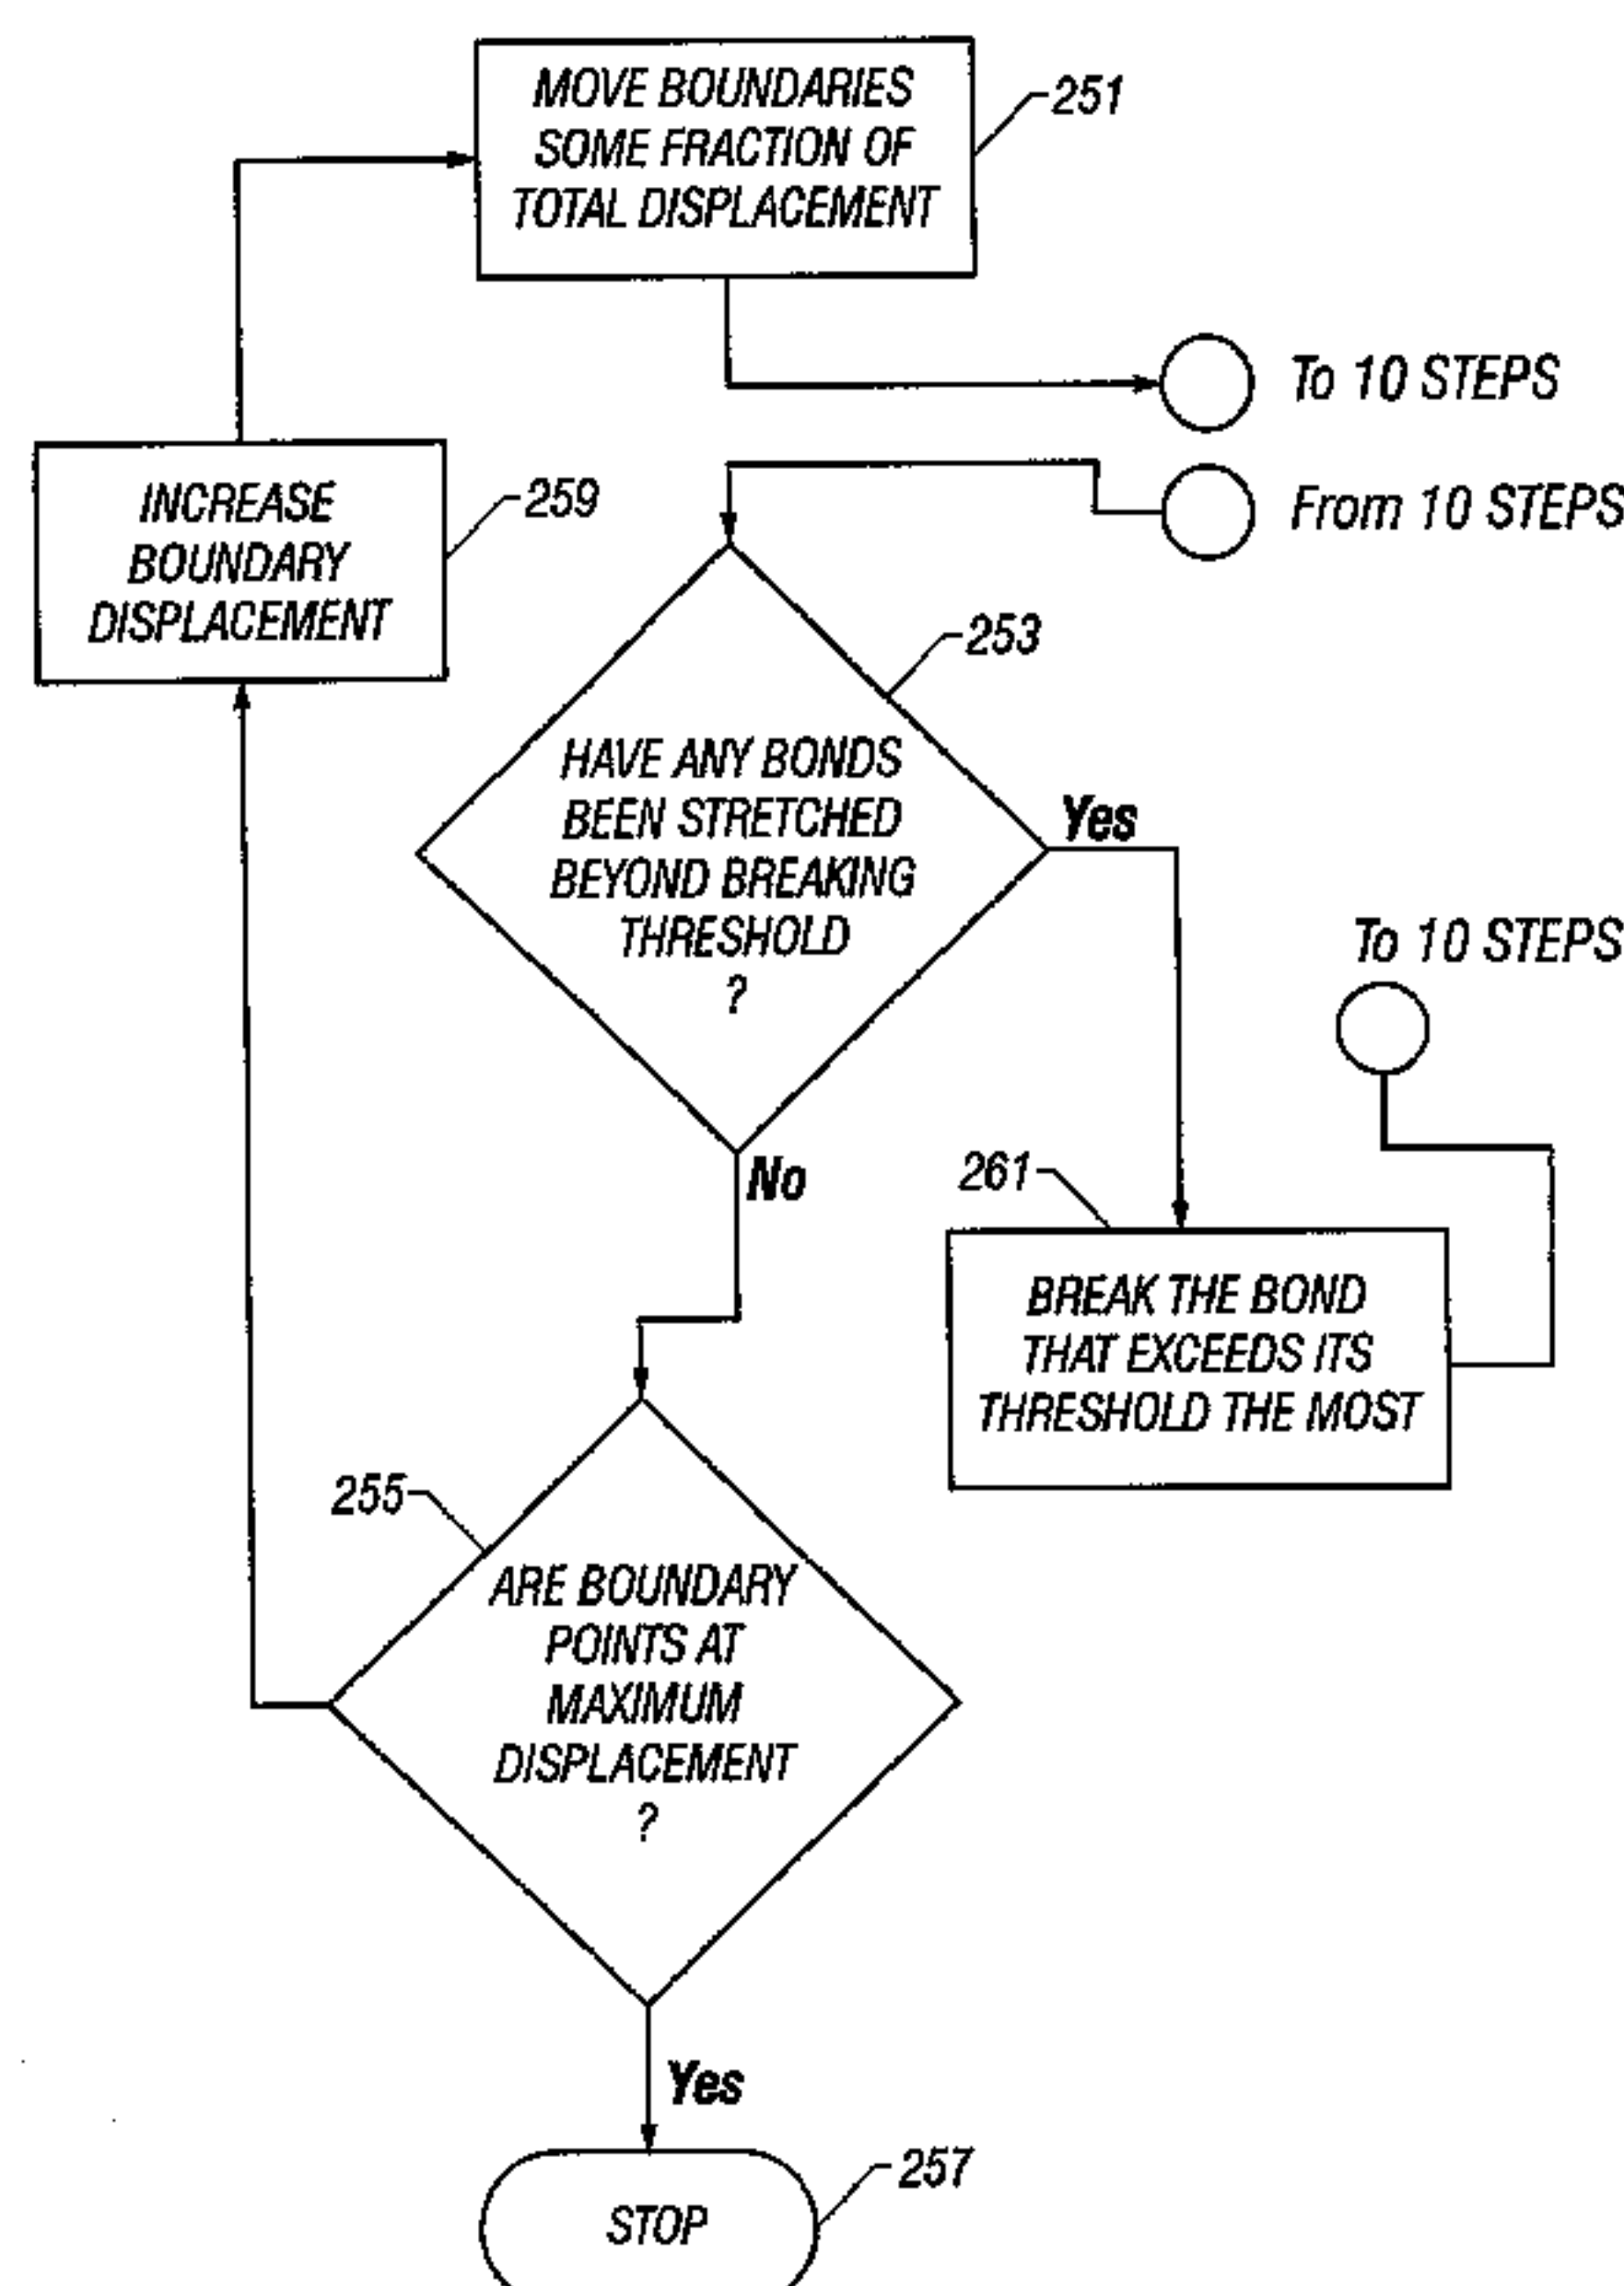 MOVE BOUNDARIES
SOME FRACTION OF
TOTAL DISPLACEMENT
251
To 10 STEPS
From 10 STEPS
INCREASE
BOUNDARY
DISPLACEMENT
259
253
HAVE ANY BONDS
BEEN STRETCHED
BEYOND BREAKING
THRESHOLD
?
Yes
To 10 STEPS
No
261
BREAK THE BOND
THAT EXCEEDS ITS
THRESHOLD THE MOST
255
ARE BOUNDARY
POINTS AT
MAXIMUM
DISPLACEMENT
?
Yes
257
STOP